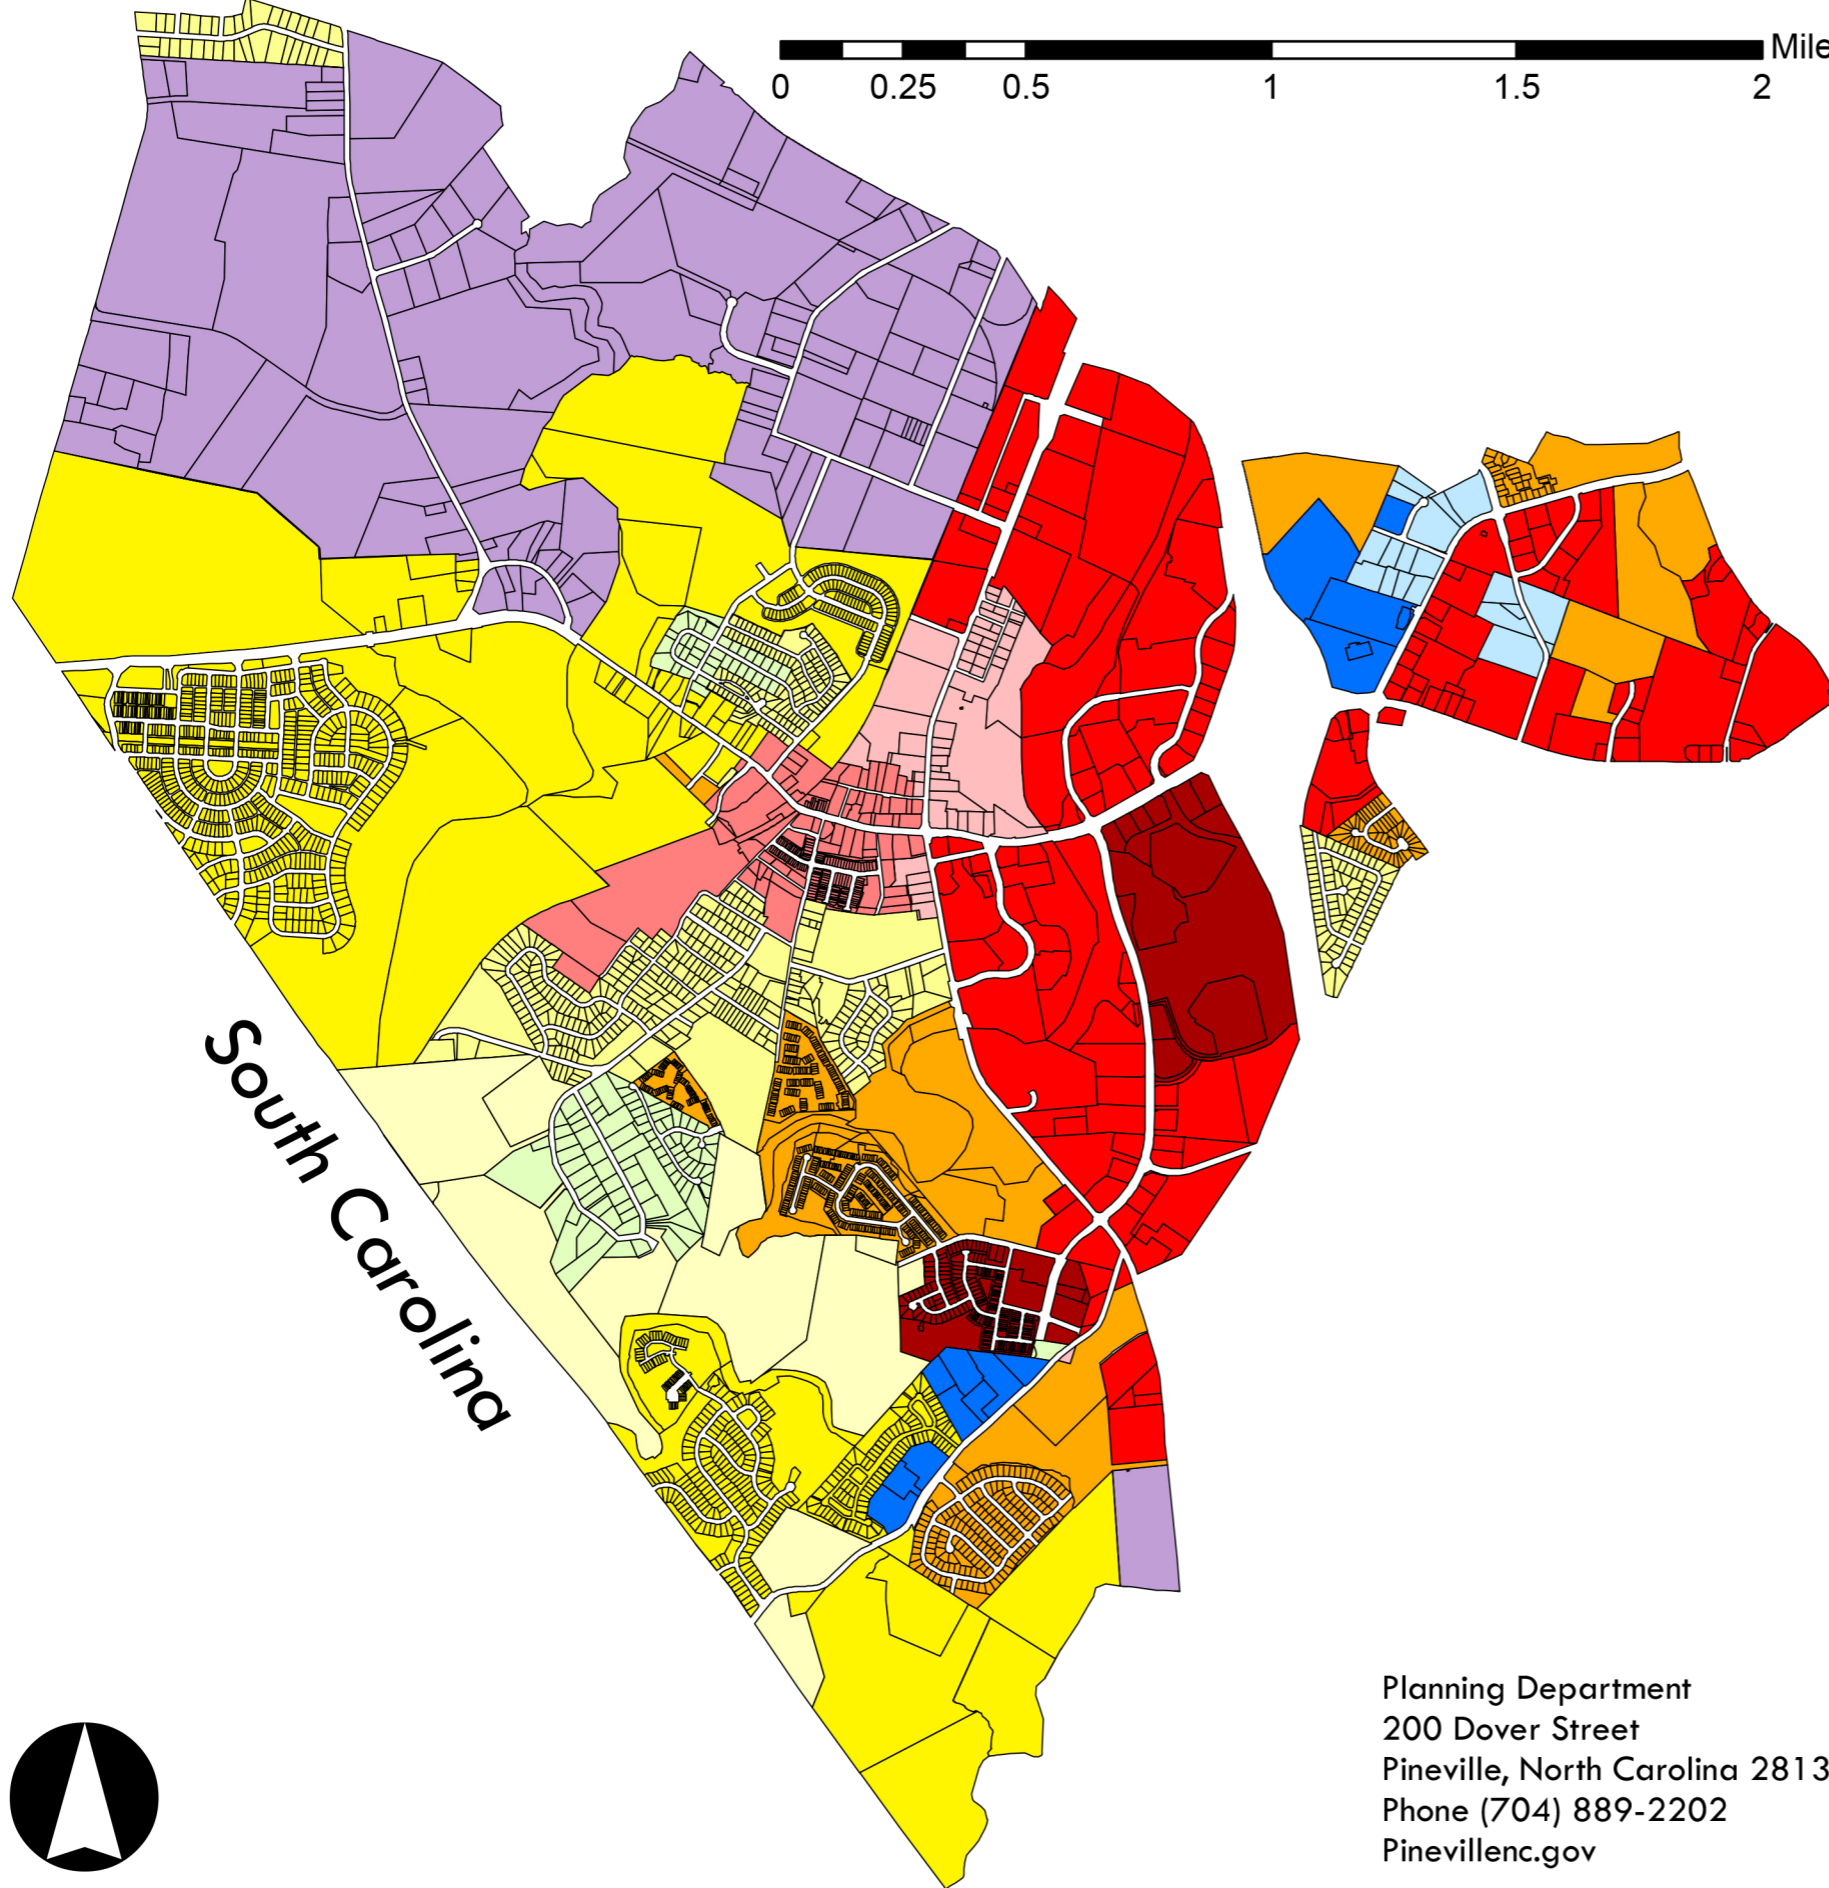 Mile
0 0.25 0.5 1 1.5 2
South Carolina
Planning Department
200 Dover Street
Pineville, North Carolina 2813
Phone (704) 889-2202
Pinevillenc.gov